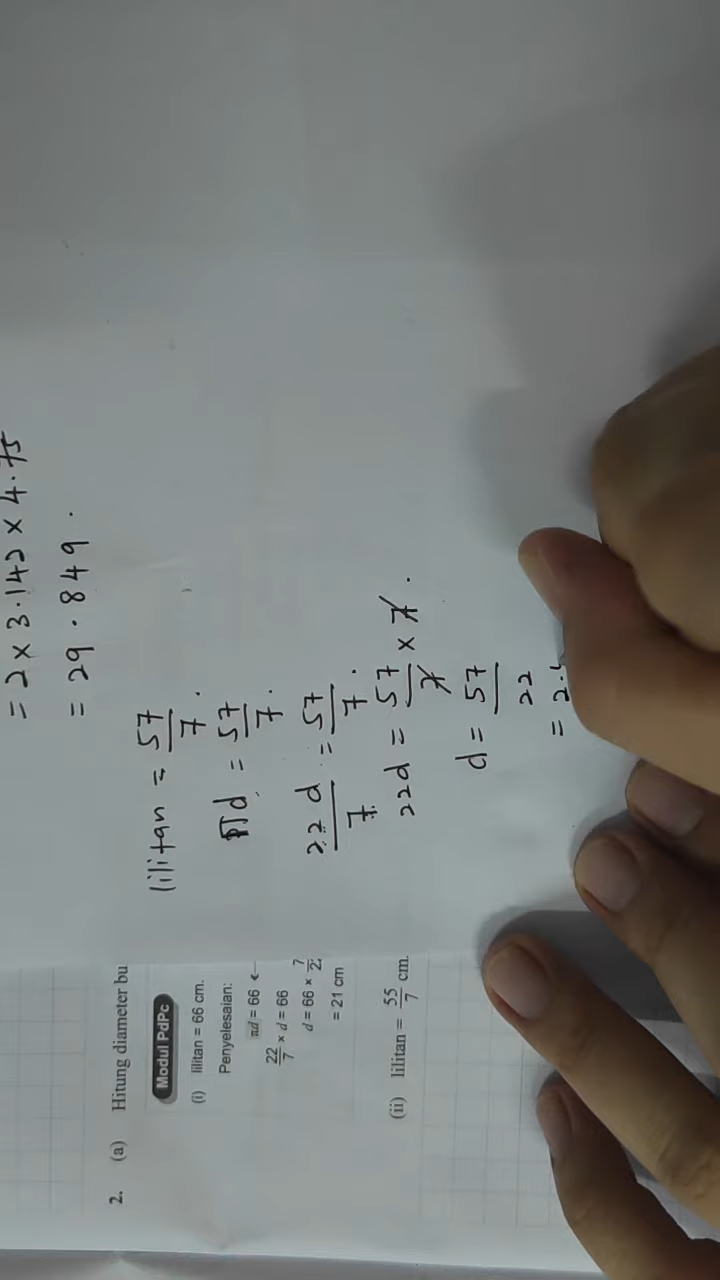 = 2 × 3.142 × 4.75
= 29.849.
lilitan = 57/7.
πd = 57/7.
22d/7 = 57/7.
22d = 57/7 × 7.
d = 57/22
= 2.
2. (a) Hitung diameter bu
Modul PdPc
(i) lilitan = 66 cm.
Penyelesaian:
πd = 66
22/7 × d = 66
d = 66 × 7/2
= 21 cm
(ii) lilitan = 55/7 cm.